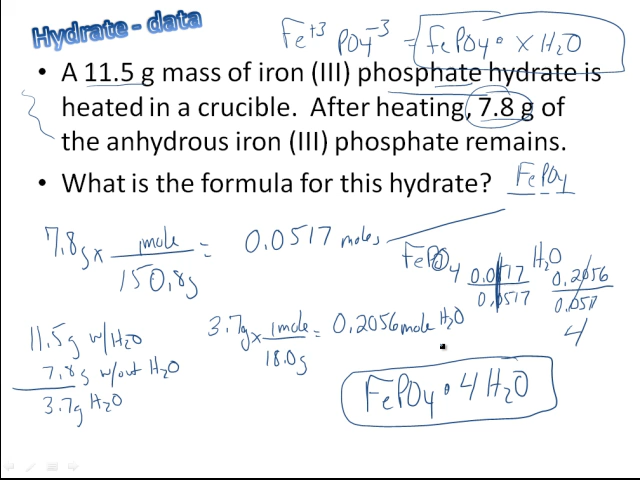 Hydrate - data
Fe+3 PO4-3 = FePO4 • XH2O
• A 11.5 g mass of iron (III) phosphate hydrate is
heated in a crucible. After heating, 7.8 g of
the anhydrous iron (III) phosphate remains.
• What is the formula for this hydrate? FePO4
7.8g x 1mole / 150.8g = 0.0517 moles
FePO4 0.0517 / 0.0517 H2O 0.2056 / 0.0517
4
3.7g x 1mole / 18.0g = 0.2056 mole H2O
11.5g w/H2O
7.8g w/out H2O
3.7g H2O
FePO4 • 4 H2O